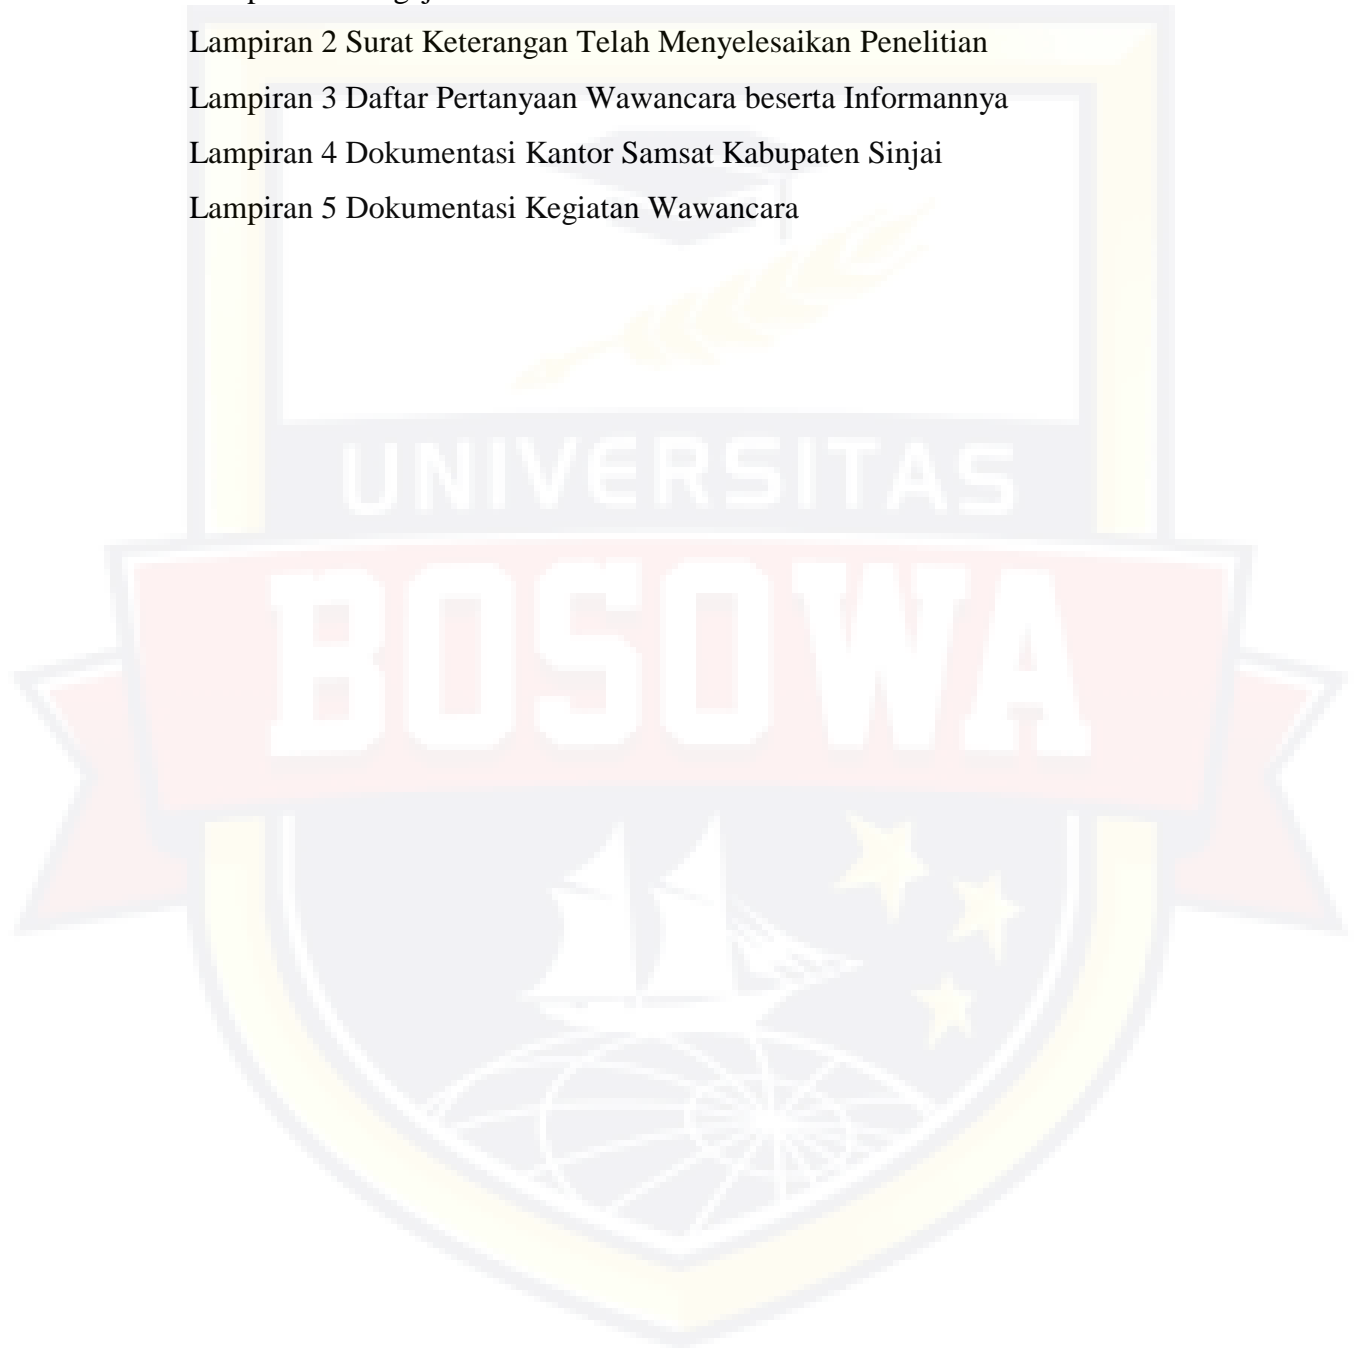 Lampiran 2 Surat Keterangan Telah Menyelesaikan Penelitian
Lampiran 3 Daftar Pertanyaan Wawancara beserta Informannya
Lampiran 4 Dokumentasi Kantor Samsat Kabupaten Sinjai
Lampiran 5 Dokumentasi Kegiatan Wawancara
UNIVERSITAS
BOSOWA